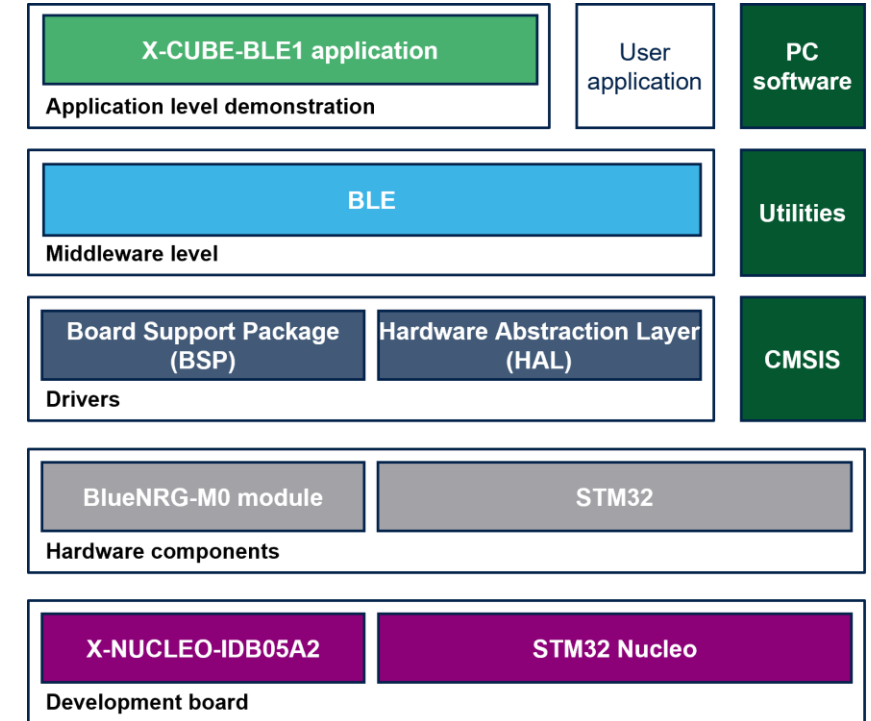 X-CUBE-BLE1 application
Application level demonstration
User
application
PC
software
BLE
Middleware level
Utilities
Board Support Package
(BSP)
Hardware Abstraction Layer
(HAL)
Drivers
CMSIS
BlueNRG-M0 module
STM32
Hardware components
X-NUCLEO-IDB05A2
STM32 Nucleo
Development board